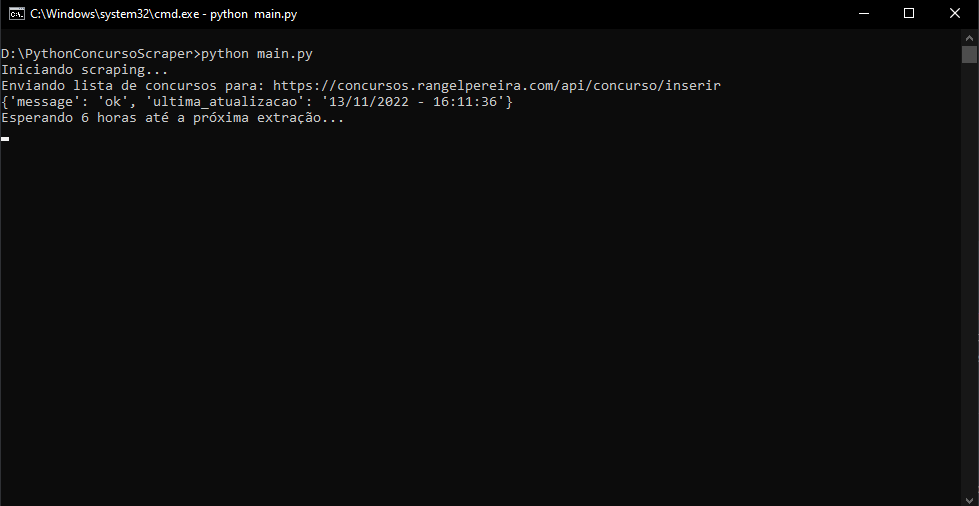 C:\Windows\system32\cmd.exe - python  main.py
D:\PythonConcursoScraper>python main.py
Iniciando scraping...
Enviando lista de concursos para: https://concursos.rangelpereira.com/api/concurso/inserir
{'message': 'ok', 'ultima_atualizacao': '13/11/2022 - 16:11:36'}
Esperando 6 horas até a próxima extração...